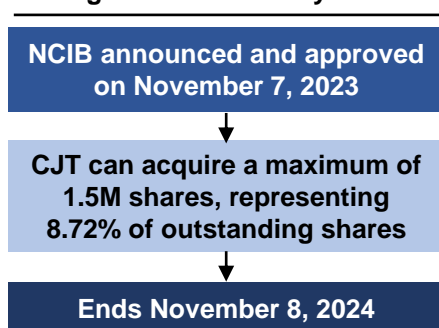 NCIB announced and approved
on November 7, 2023
CJT can acquire a maximum of
1.5M shares, representing
8.72% of outstanding shares
Ends November 8, 2024